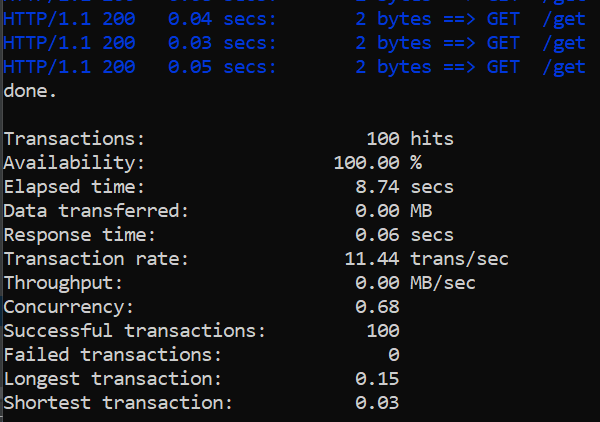 HTTP/1.1 200   0.04 secs:       2 bytes ==> GET  /get
HTTP/1.1 200   0.03 secs:       2 bytes ==> GET  /get
HTTP/1.1 200   0.05 secs:       2 bytes ==> GET  /get
done.
Transactions:                    100 hits
Availability:                 100.00 %
Elapsed time:                   8.74 secs
Data transferred:               0.00 MB
Response time:                  0.06 secs
Transaction rate:              11.44 trans/sec
Throughput:                     0.00 MB/sec
Concurrency:                    0.68
Successful transactions:         100
Failed transactions:               0
Longest transaction:            0.15
Shortest transaction:           0.03